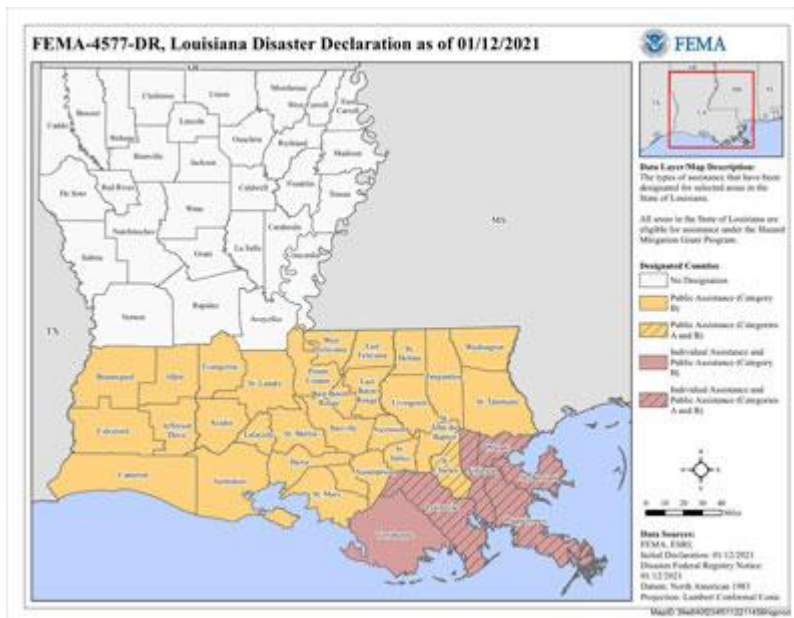 FEMA-4577-DR, Louisiana Disaster Declaration as of 01/12/2021
FEMA
Data Layer/Map Description:
The types of assistance that have been
designated for selected areas in the
State of Louisiana.
All areas in the State of Louisiana are
eligible for assistance under the Hazard
Mitigation Grant Program.
Designated Counties
No Designation
Public Assistance (Category
B)
Public Assistance (Categories
A and B)
Individual Assistance and
Public Assistance (Category
B)
Individual Assistance and
Public Assistance (Categories
A and B)
Data Sources:
FEMA, ESRI;
Initial Declaration: 01/12/2021
Disaster Federal Registry Notice:
01/12/2021
Datum: North American 1983
Projection: Lambert Conformal Conic
MS
TX
Claiborne
Union
Morehouse
West Carroll
East Carroll
Caddo
Bossier
Webster
Lincoln
Ouachita
Richland
Madison
Bienville
Jackson
De Soto
Red River
Caldwell
Franklin
Tensas
Winn
Natchitoches
Sabine
Grant
La Salle
Catahoula
Concordia
Vernon
Rapides
Avoyelles
West Feliciana
East Feliciana
St. Helena
Washington
Beauregard
Allen
Evangeline
St. Landry
Pointe Coupee
East Baton Rouge
West Baton Rouge
Livingston
Tangipahoa
St. Tammany
Calcasieu
Jefferson Davis
Acadia
Lafayette
St. Martin
Iberville
Ascension
St. John the Baptist
Cameron
Vermilion
Iberia
St. Mary
Assumption
St. James
St. Charles